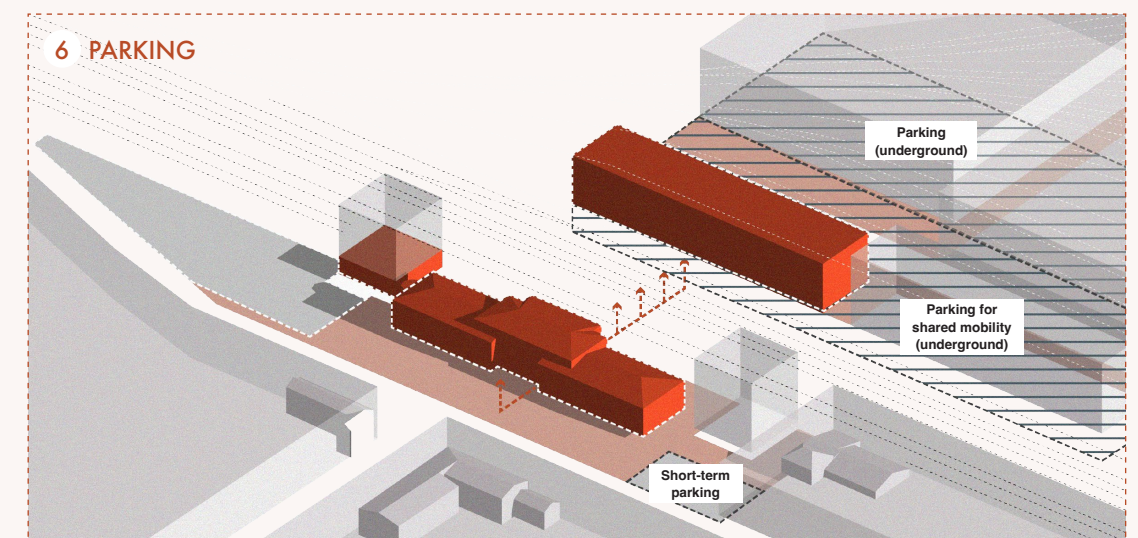 6 PARKING
Parking
(underground)
Parking for
shared mobility
(underground)
Short-term
parking